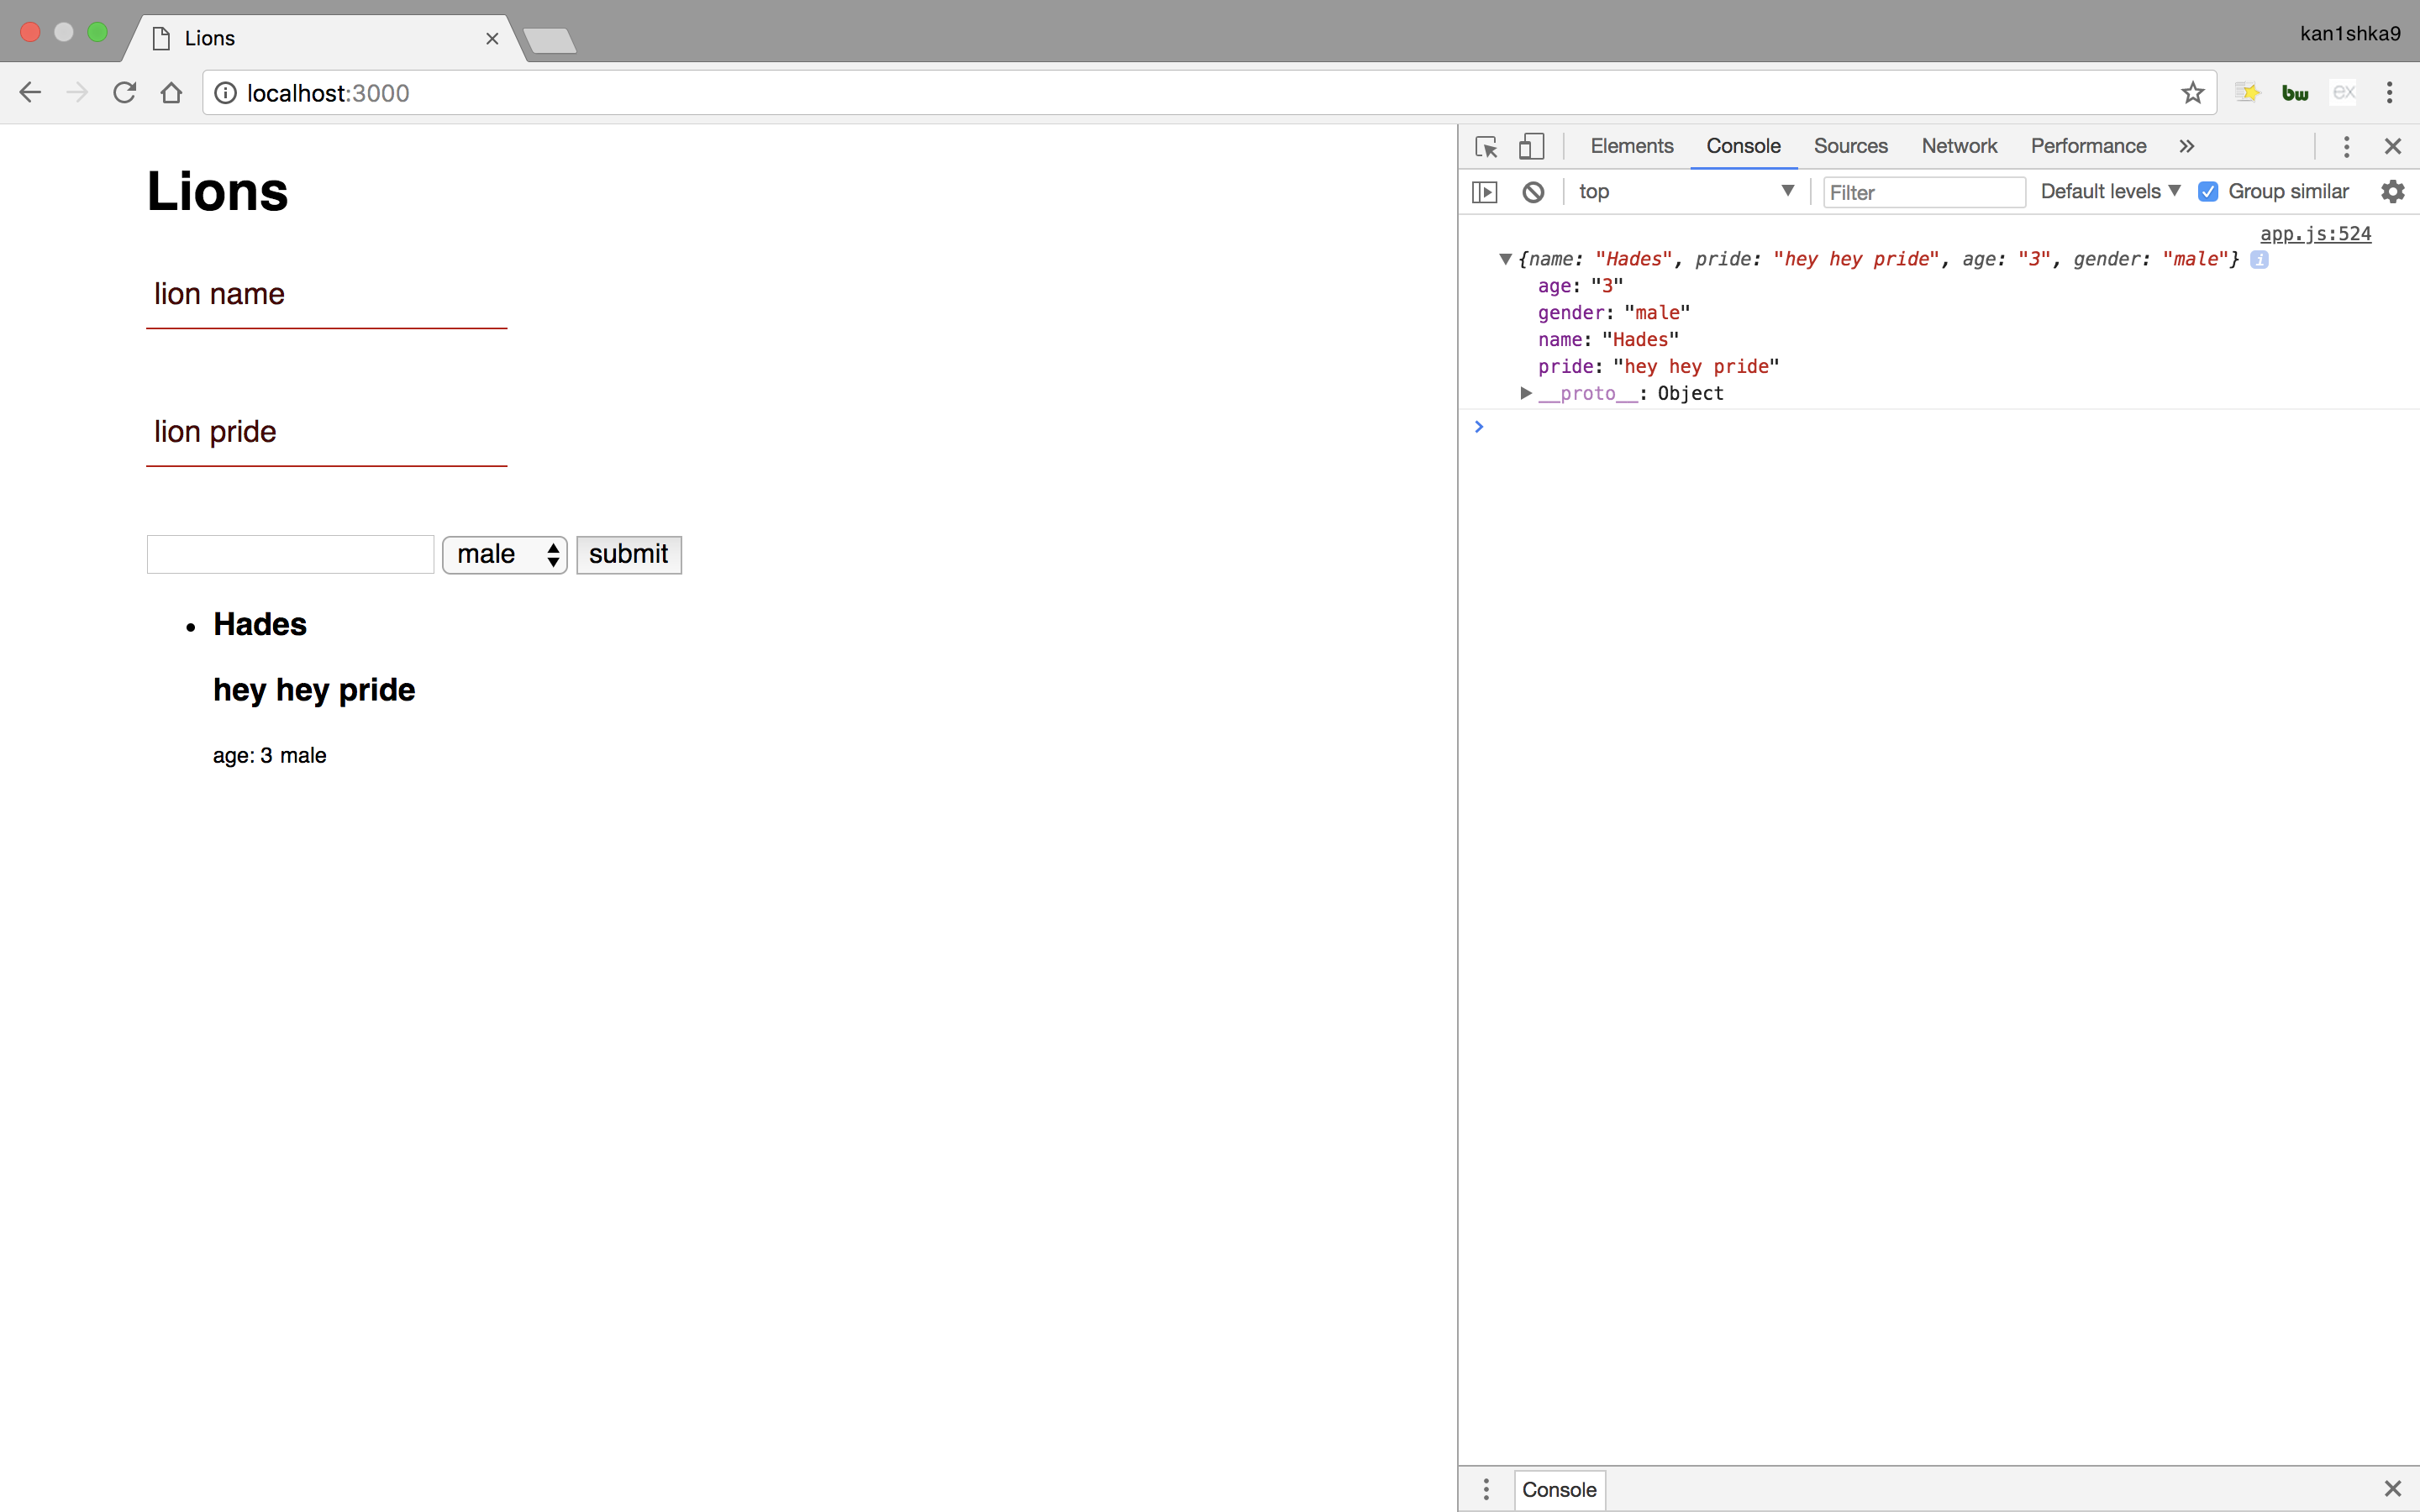 Lions
kan1shka9
localhost:3000
bw
ex
Lions
lion name
lion pride
male
submit
Hades
hey hey pride
age: 3 male
Elements Console Sources Network Performance »
top
Filter
Default levels
Group similar
app.js:524
{name: "Hades", pride: "hey hey pride", age: "3", gender: "male"} i
age: "3"
gender: "male"
name: "Hades"
pride: "hey hey pride"
__proto__: Object
>
Console